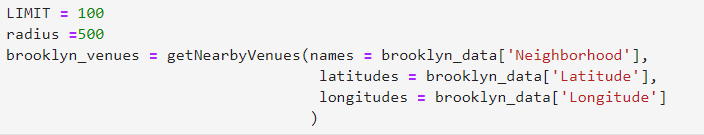 LIMIT = 100
radius =500
brooklyn_venues = getNearbyVenues(names = brooklyn_data['Neighborhood'],
                                  latitudes = brooklyn_data['Latitude'],
                                  longitudes = brooklyn_data['Longitude']
                                 )